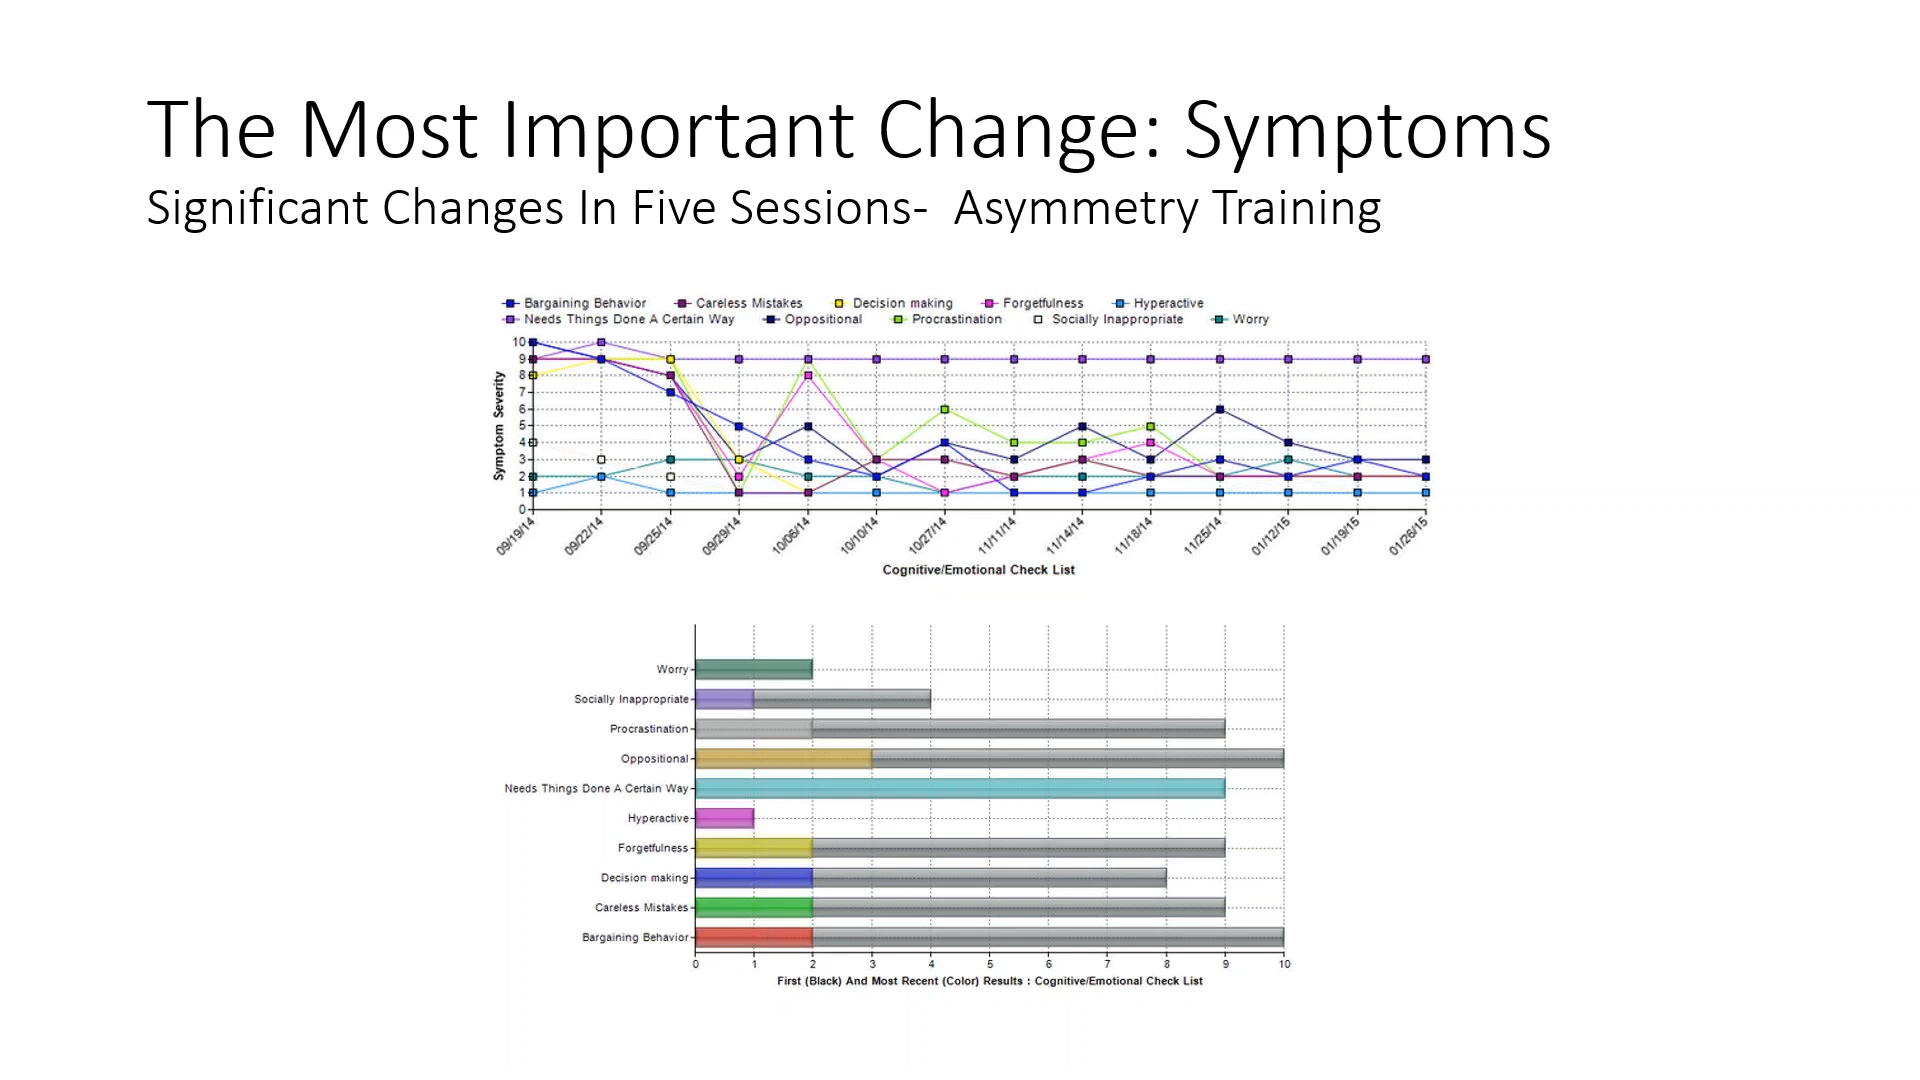 The Most Important Change: Symptoms
Significant Changes In Five Sessions- Asymmetry Training
Bargaining Behavior Careless Mistakes Decision making Forgetfulness Hyperactive
Needs Things Done A Certain Way Oppositional Procrastination Socially Inappropriate Worry
Symptom Severity
10
9
8
7
6
5
4
3
2
1
0
09/19/14 09/22/14 09/25/14 09/29/14 10/06/14 10/10/14 10/27/14 11/11/14 11/14/14 11/18/14 11/25/14 01/12/15 01/19/15 01/26/15
Cognitive/Emotional Check List
Worry
Socially Inappropriate
Procrastination
Oppositional
Needs Things Done A Certain Way
Hyperactive
Forgetfulness
Decision making
Careless Mistakes
Bargaining Behavior
0 1 2 3 4 5 6 7 8 9 10
First (Black) And Most Recent (Color) Results : Cognitive/Emotional Check List